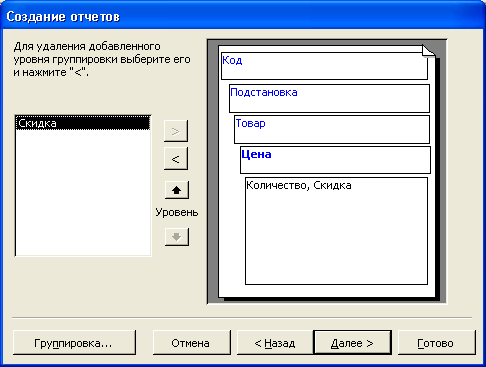 Создание отчетов
Для удаления добавленного
уровня группировки выберите его
и нажмите "<".
Скидка
>
<
Уровень
Код
Подстановка
Товар
Цена
Количество, Скидка
Группировка...
Отмена
< Назад
Далее >
Готово